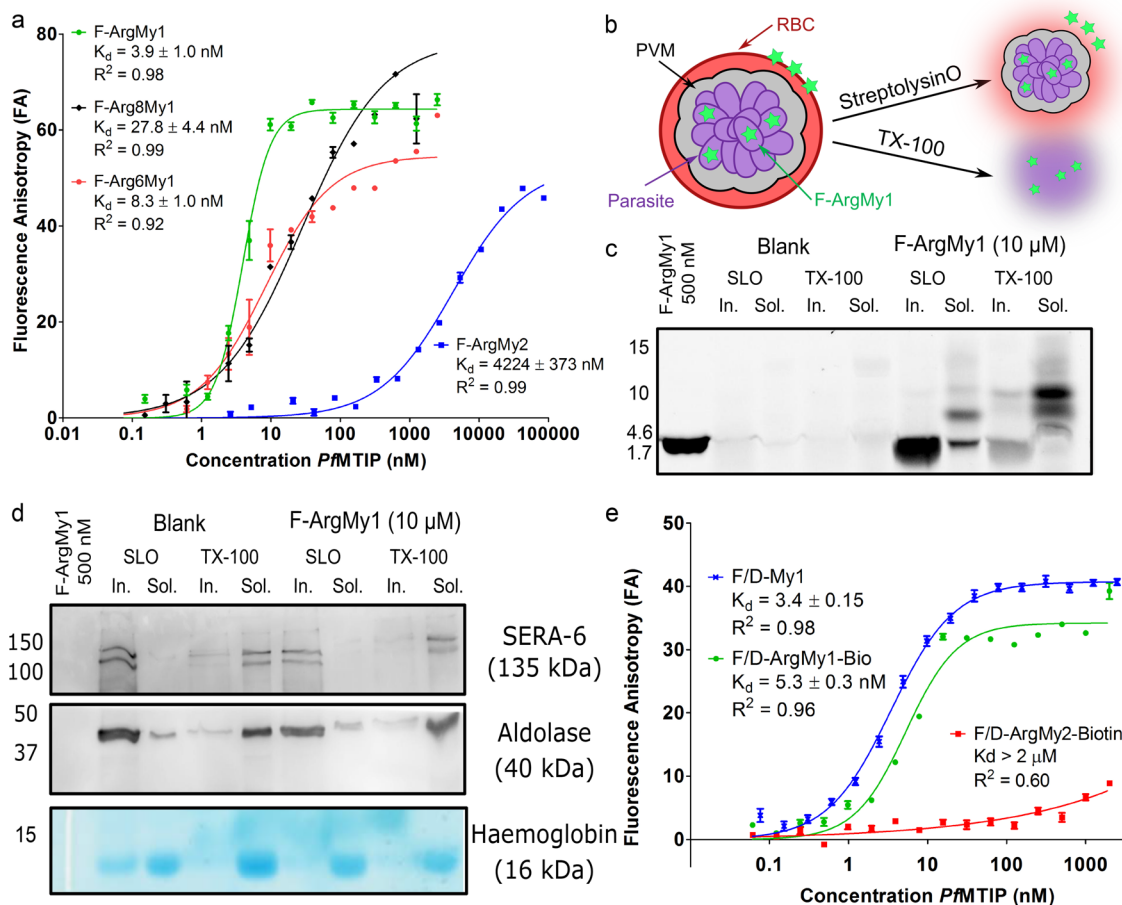 a
F-ArgMy1
Kd = 3.9 ± 1.0 nM
R² = 0.98
F-Arg8My1
Kd = 27.8 ± 4.4 nM
R² = 0.99
F-Arg6My1
Kd = 8.3 ± 1.0 nM
R² = 0.92
F-ArgMy2
Kd = 4224 ± 373 nM
R² = 0.99
Fluorescence Anisotropy (FA)
80
60
40
20
0
0.01 0.1 1 10 100 1000 10000 100000
Concentration PfMTIP (nM)
b
RBC
PVM
Parasite
F-ArgMy1
StreptolysinO
TX-100
c
F-ArgMy1
500 nM
Blank
F-ArgMy1 (10 µM)
SLO TX-100 SLO TX-100
In. Sol. In. Sol. In. Sol. In. Sol.
15
10
4.6
1.7
d
F-ArgMy1
500 nM
Blank
F-ArgMy1 (10 µM)
SLO TX-100 SLO TX-100
In. Sol. In. Sol. In. Sol. In. Sol.
150
100
SERA-6
(135 kDa)
50
37
Aldolase
(40 kDa)
15
Haemoglobin
(16 kDa)
e
F/D-My1
Kd = 3.4 ± 0.15
R² = 0.98
F/D-ArgMy1-Bio
Kd = 5.3 ± 0.3 nM
R² = 0.96
F/D-ArgMy2-Biotin
Kd > 2 µM
R² = 0.60
Fluorescence Anisotropy (FA)
50
40
30
20
10
0
0.1 1 10 100 1000
Concentration PfMTIP (nM)